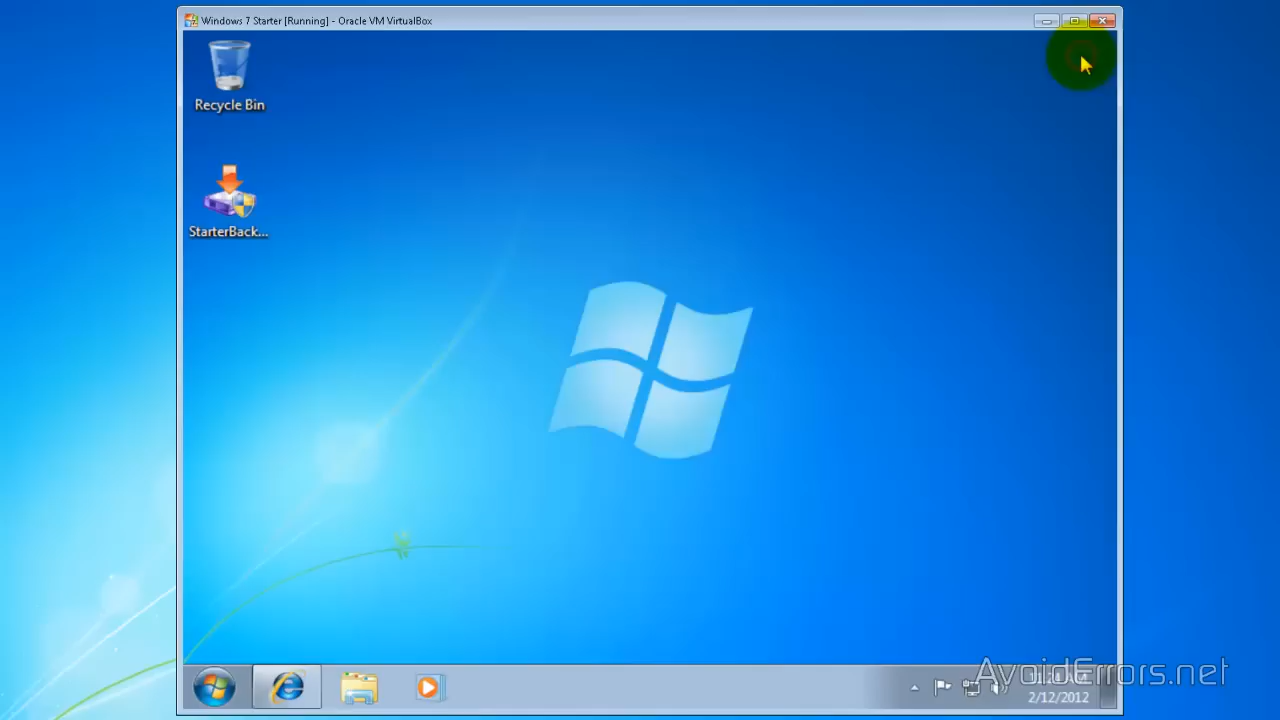 Windows 7 Starter [Running] - Oracle VM VirtualBox
Recycle Bin
StarterBack...
AvoidErrors.net
2/12/2012